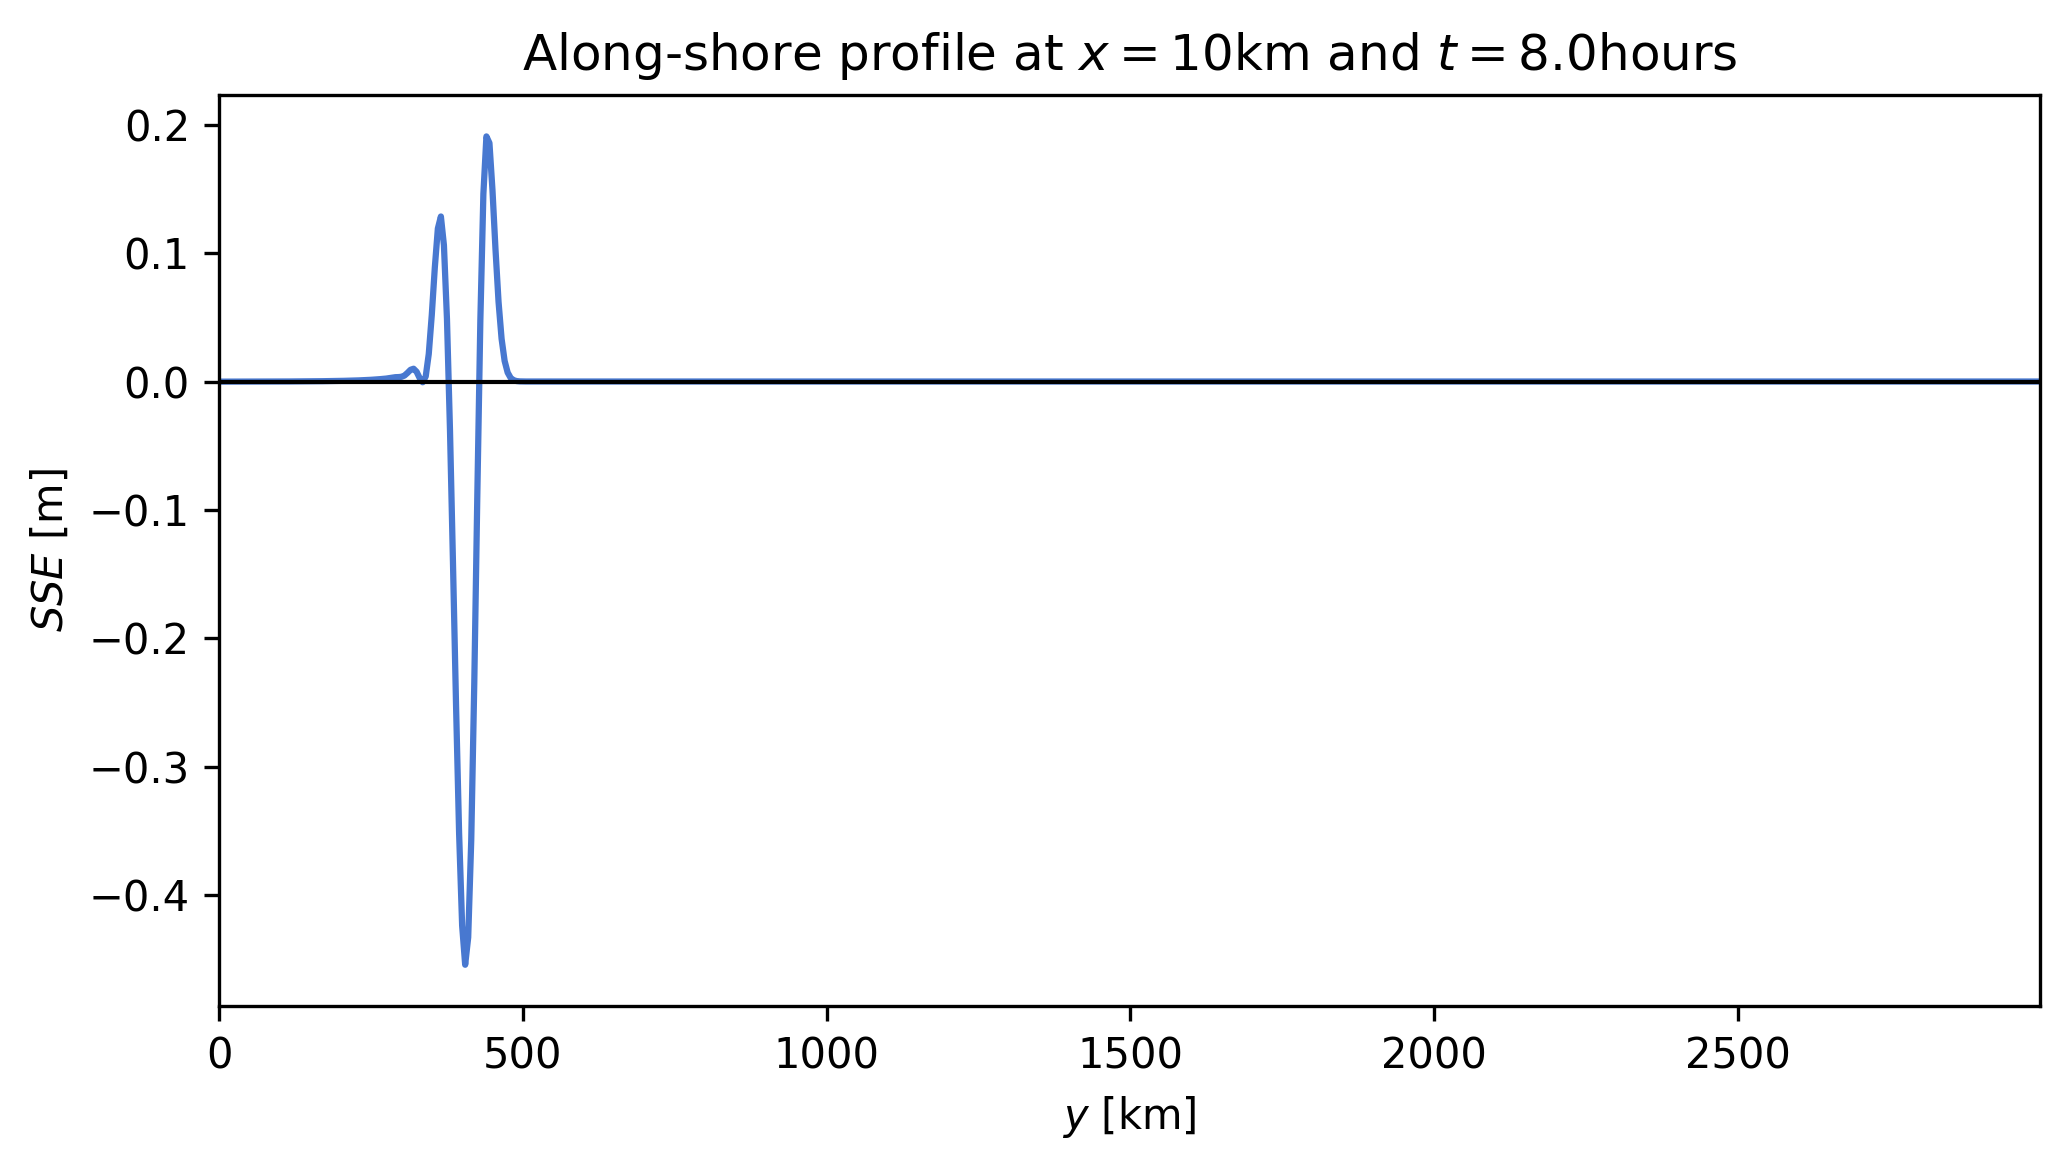 Along-shore profile at x = 10km and t = 8.0hours
0.2
0.1
0.0
−0.1
−0.2
−0.3
−0.4
SSE [m]
0 500 1000 1500 2000 2500
y [km]